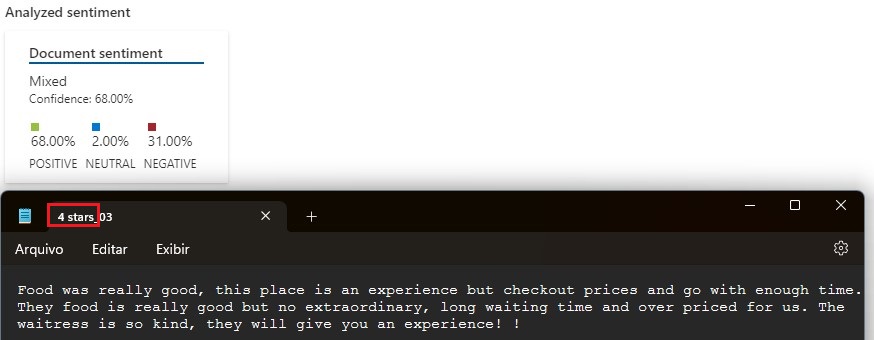 Analyzed sentiment
Document sentiment
Mixed
Confidence: 68.00%
68.00% 2.00% 31.00%
POSITIVE NEUTRAL NEGATIVE
4 stars_03
Arquivo Editar Exibir
Food was really good, this place is an experience but checkout prices and go with enough time.
They food is really good but no extraordinary, long waiting time and over priced for us. The
waitress is so kind, they will give you an experience! !